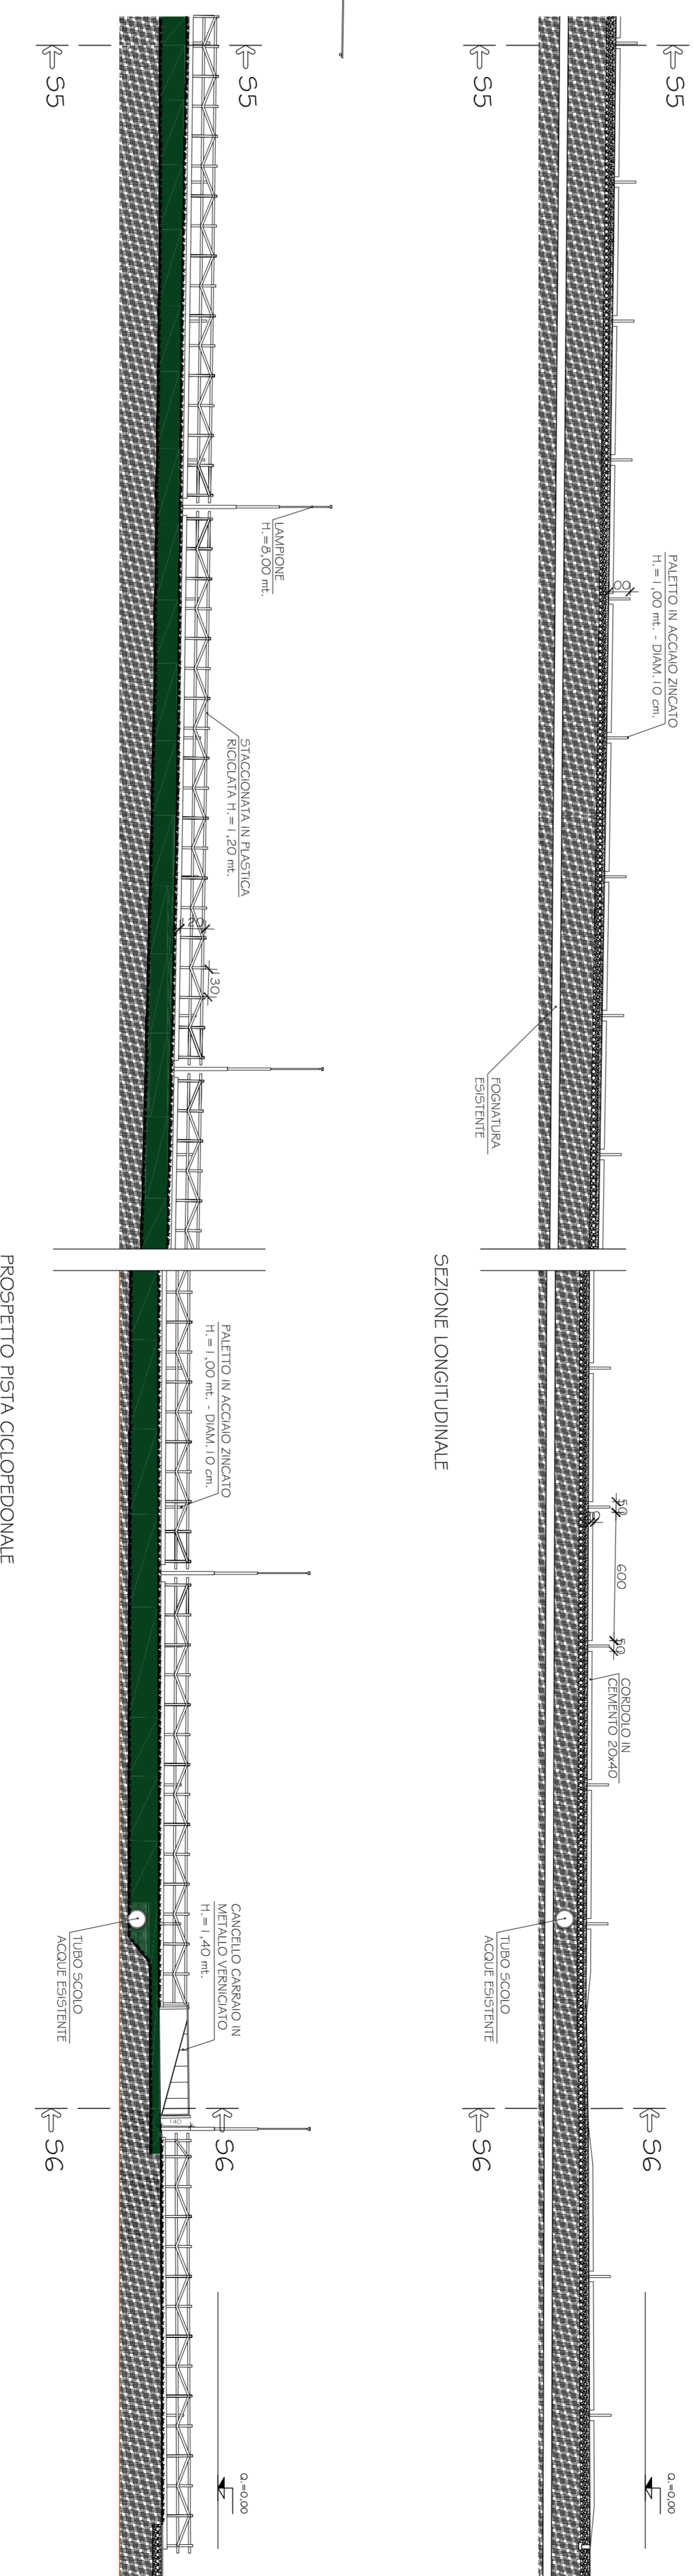 S5
S5
PALETTO IN ACCIAIO ZINCATO
H.=1,00 mt. - DIAM.10 cm.
00
FOGNATURA
ESISTENTE
50
600
50
CORDOLO IN
CEMENTO 20x40
TUBO SCOLO
ACQUE ESISTENTE
S6
S6
Q.=0,00
SEZIONE LONGITUDINALE
S5
S5
LAMPIONE
H.=8,00 mt.
STACCIONATA IN PLASTICA
RICICLATA H.=1,20 mt.
120
130
PALETTO IN ACCIAIO ZINCATO
H.=1,00 mt. - DIAM.10 cm.
CANCELLO CARRAIO IN
METALLO VERNICIATO
H.=1,40 mt.
TUBO SCOLO
ACQUE ESISTENTE
140
S6
S6
Q.=0,00
PROSPETTO PISTA CICLOPEDONALE